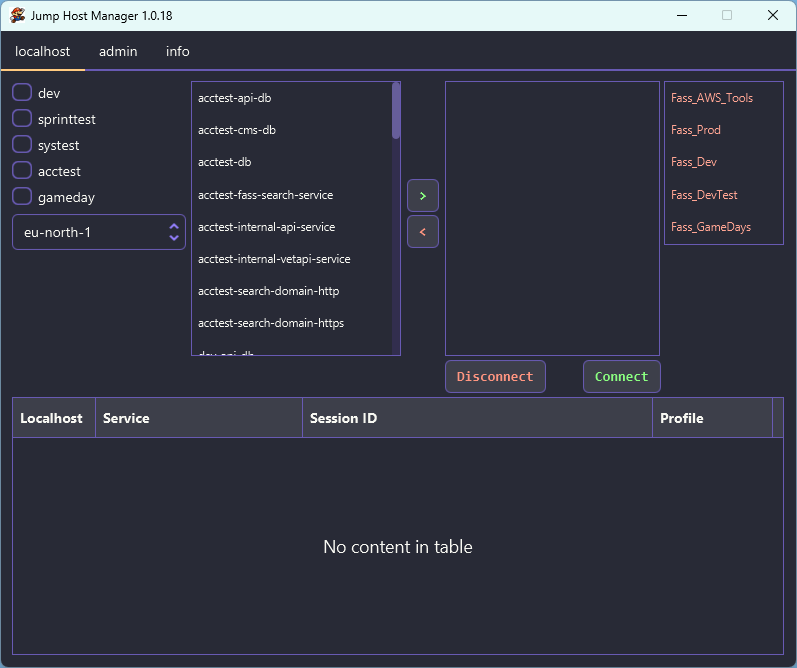 Jump Host Manager 1.0.18
localhost admin info
dev
sprinttest
systest
acctest
gameday
eu-north-1
acctest-api-db
acctest-cms-db
acctest-db
acctest-fass-search-service
acctest-internal-api-service
acctest-internal-vetapi-service
acctest-search-domain-http
acctest-search-domain-https
dev-api-db
>
<
Fass_AWS_Tools
Fass_Prod
Fass_Dev
Fass_DevTest
Fass_GameDays
Disconnect Connect
Localhost Service Session ID Profile
No content in table